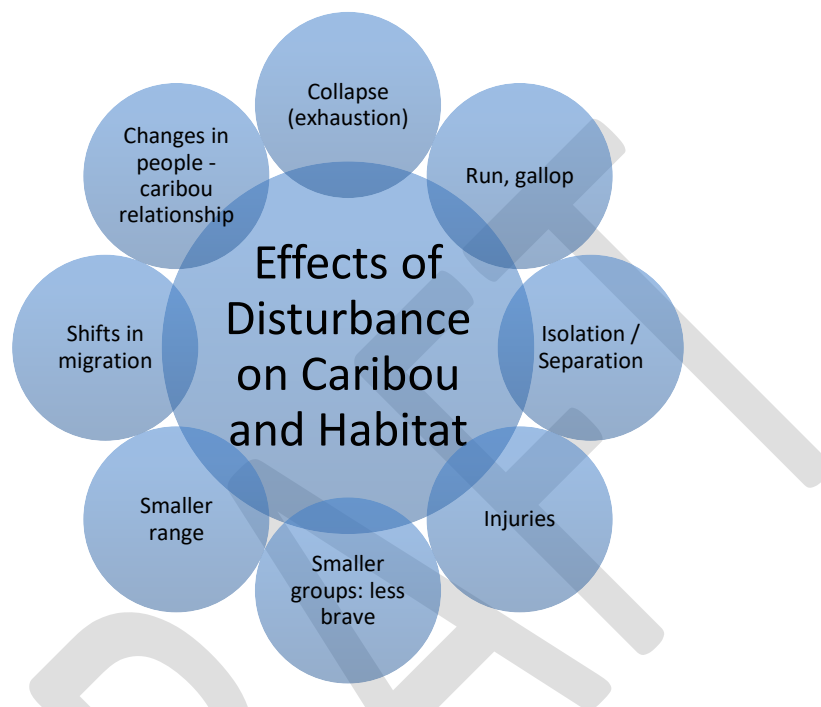 Collapse
(exhaustion)
Run, gallop
Isolation /
Separation
Injuries
Smaller
groups: less
brave
Smaller
range
Shifts in
migration
Changes in
people -
caribou
relationship
Effects of
Disturbance
on Caribou
and Habitat
DRAFT